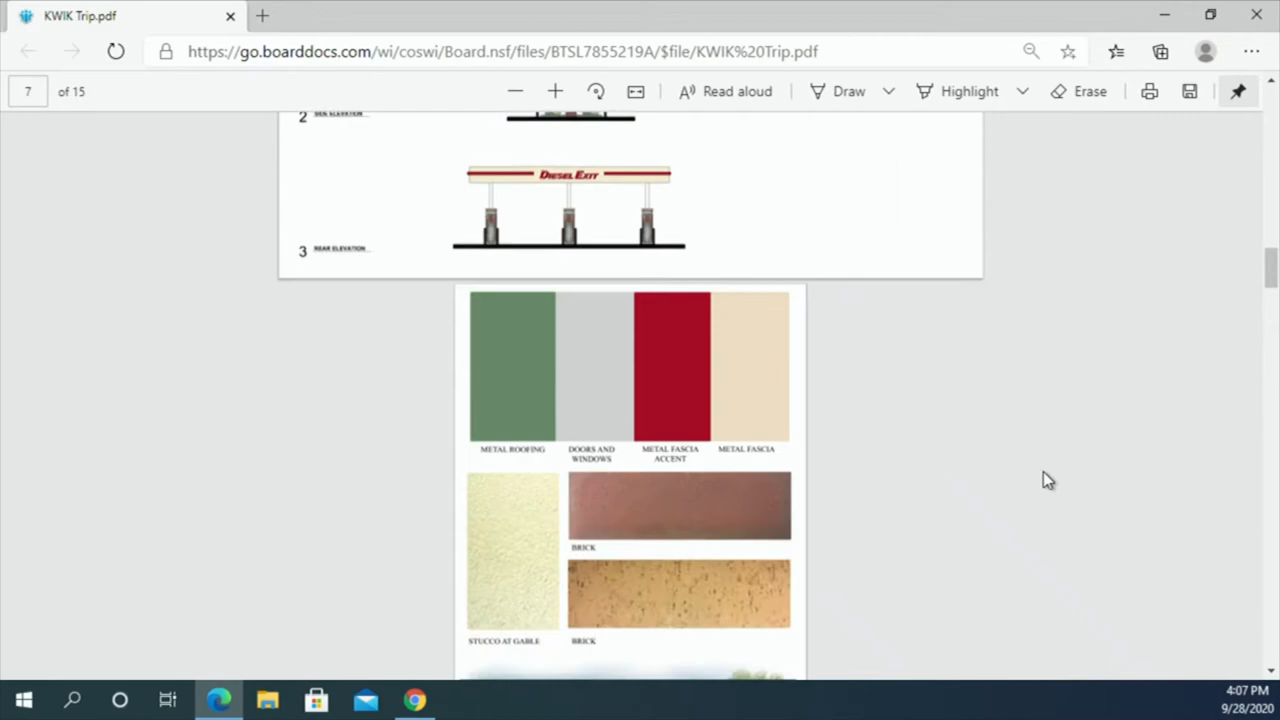 KWIK Trip.pdf
https://go.boarddocs.com/wi/coswi/Board.nsf/files/BTSL7855219A/$file/KWIK%20Trip.pdf
7 of 15
Read aloud
Draw
Highlight
Erase
2 SIDE ELEVATION
DIESEL EXIT
3 REAR ELEVATION
METAL ROOFING
DOORS AND
WINDOWS
METAL FASCIA
ACCENT
METAL FASCIA
BRICK
STUCCO AT GABLE
BRICK
4:07 PM
9/28/2020